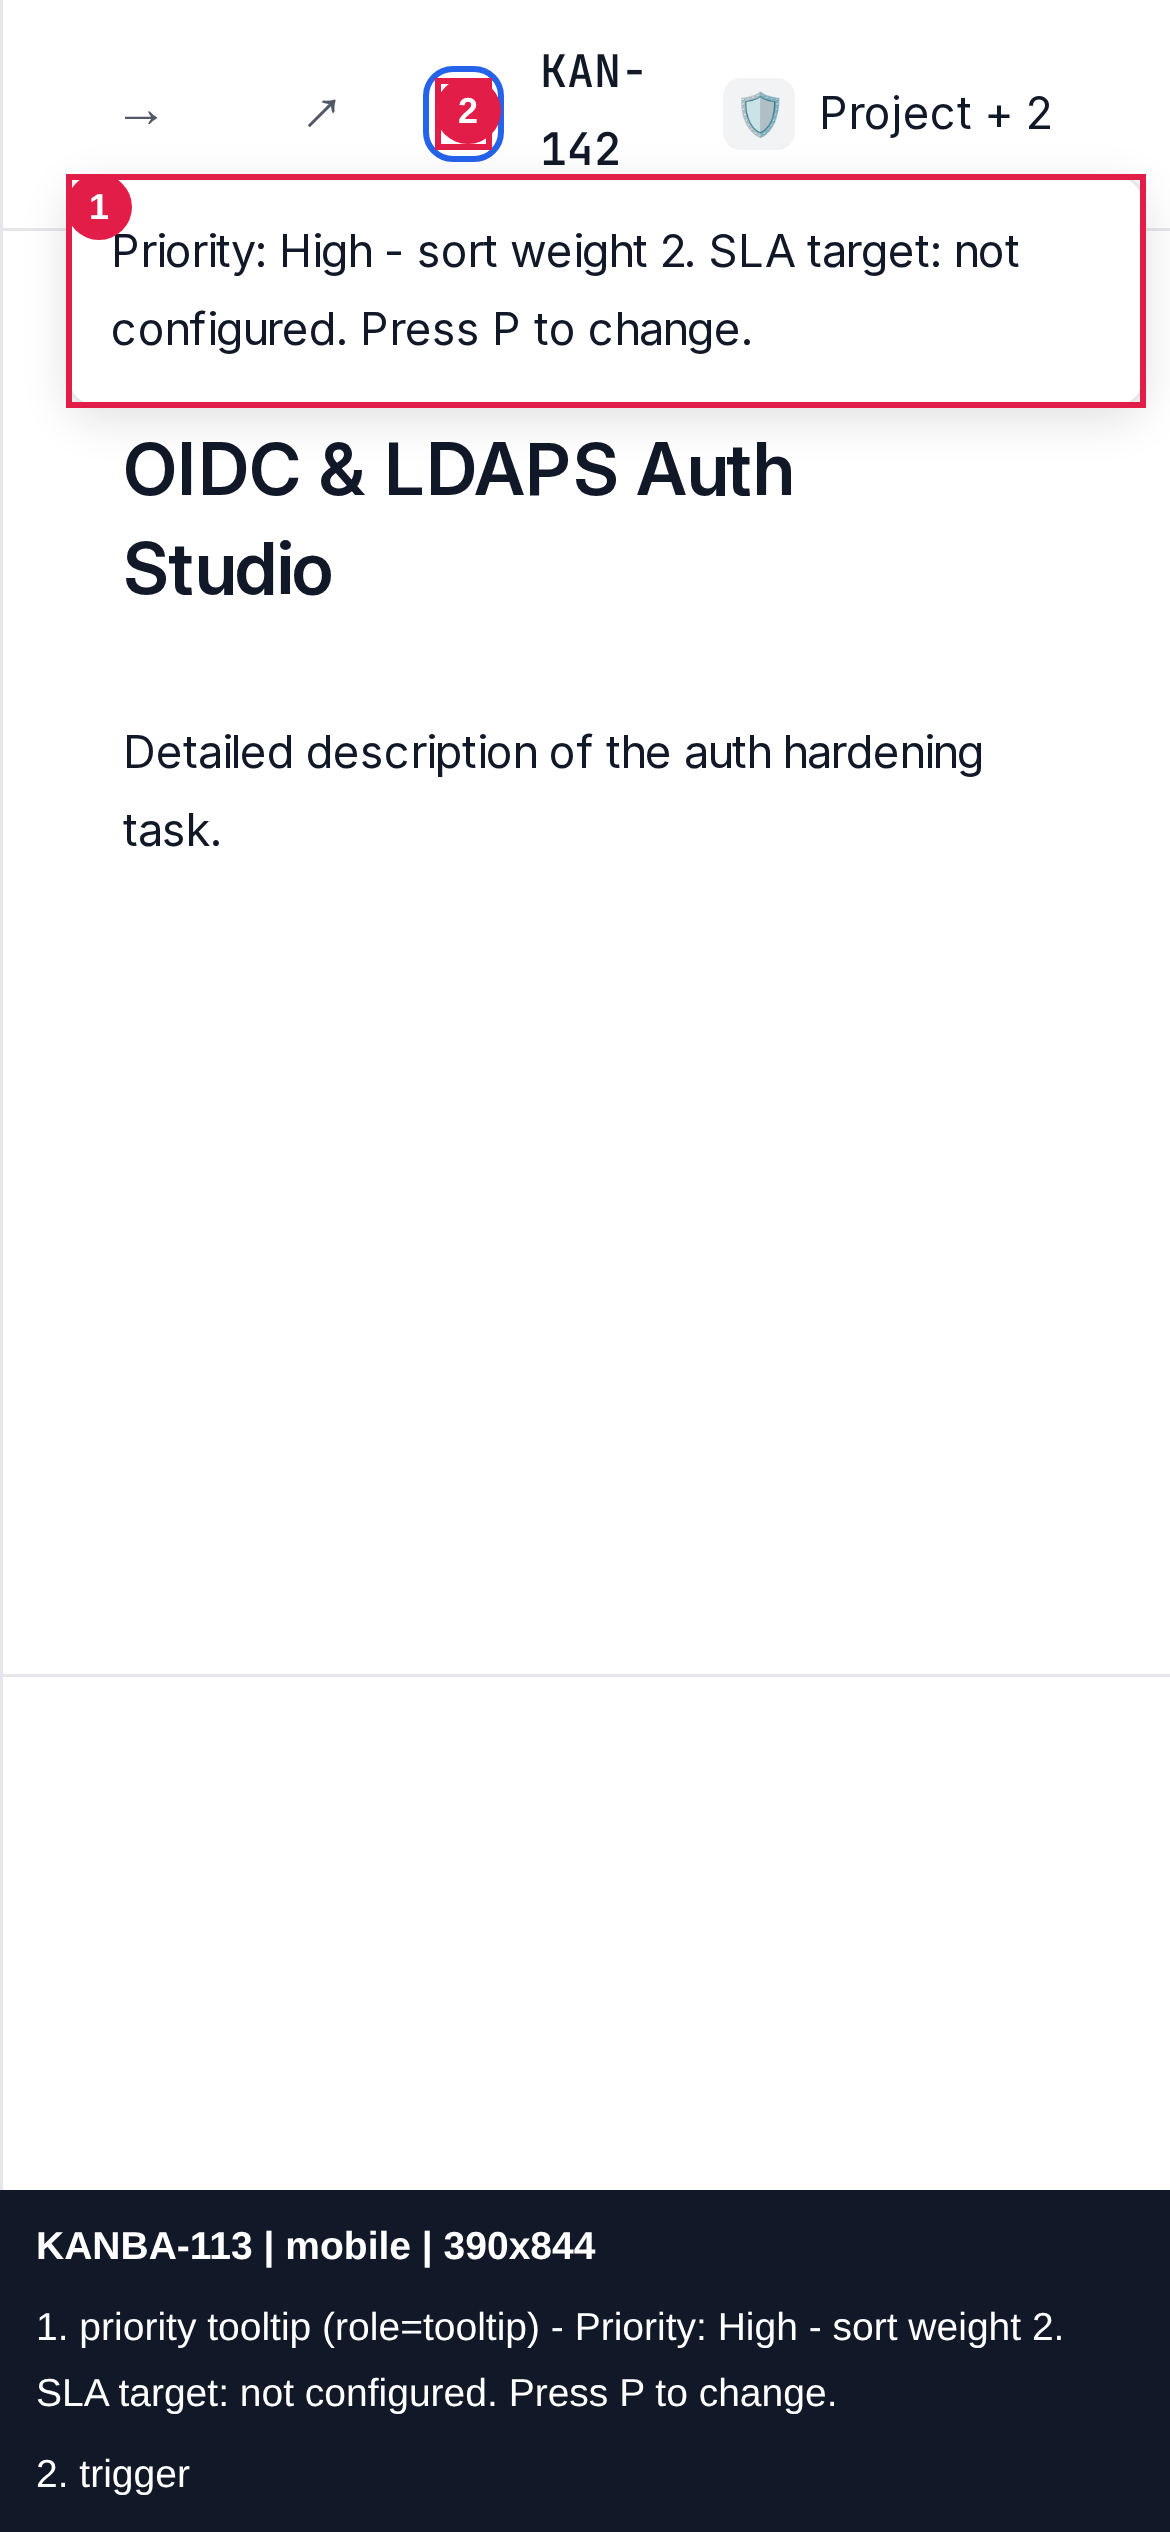 → ↗ 2 KAN-
142
🛡️ Project + 2
1
Priority: High - sort weight 2. SLA target: not
configured. Press P to change.
OIDC & LDAPS Auth
Studio
Detailed description of the auth hardening
task.
KANBA-113 | mobile | 390x844
1. priority tooltip (role=tooltip) - Priority: High - sort weight 2.
SLA target: not configured. Press P to change.
2. trigger